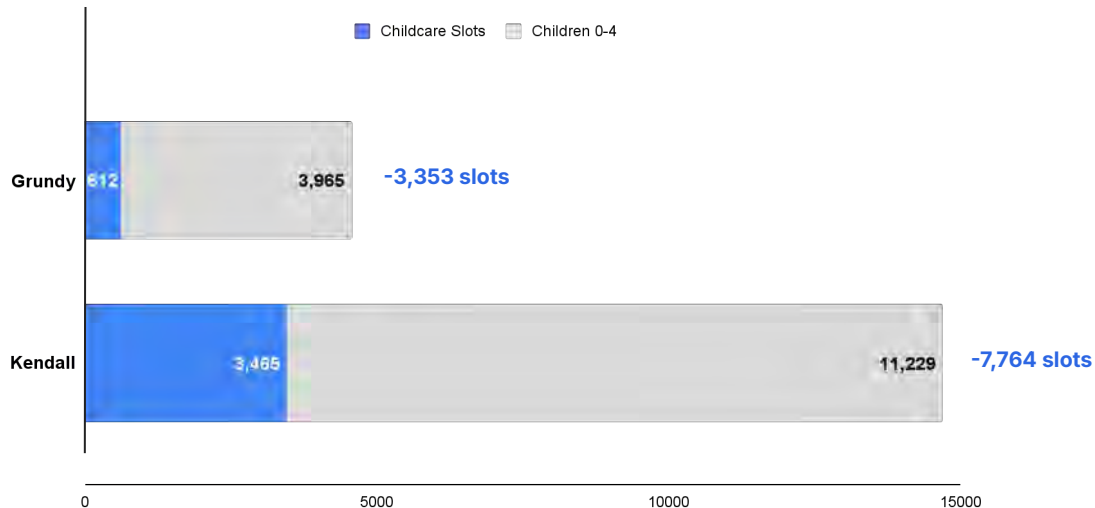 Childcare Slots Children 0-4
Grundy 612 3,965 -3,353 slots
Kendall 3,465 11,229 -7,764 slots
0 5000 10000 15000